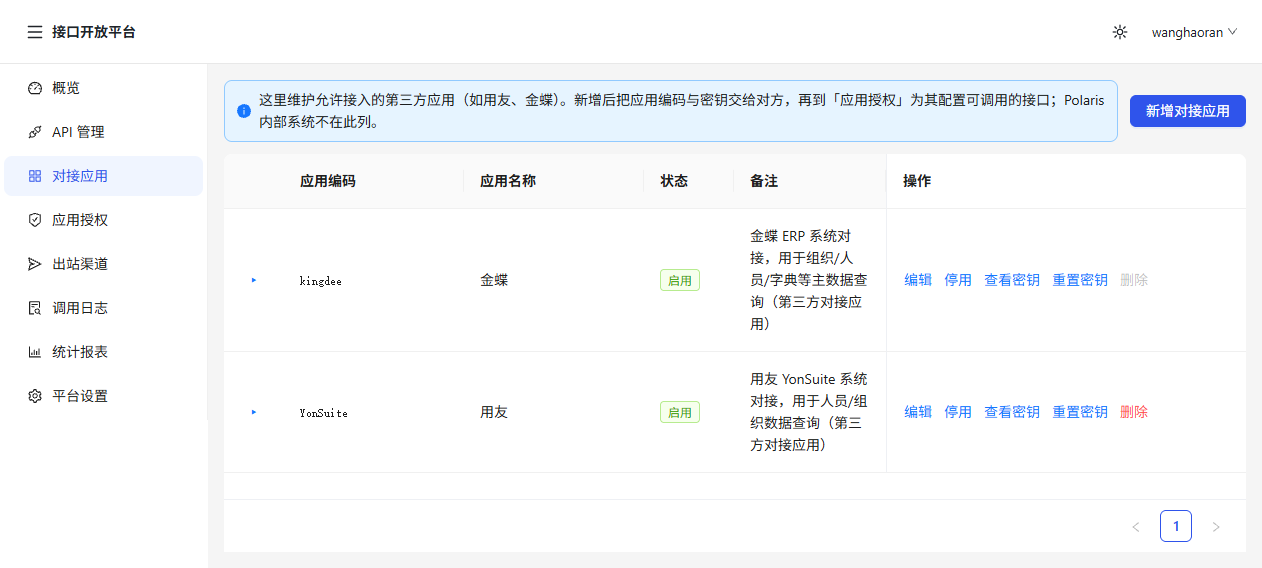 接口开放平台
wanghaoran
概览
API 管理
对接应用
应用授权
出站渠道
调用日志
统计报表
平台设置
这里维护允许接入的第三方应用（如用友、金蝶）。新增后把应用编码与密钥交给对方，再到「应用授权」为其配置可调用的接口；Polaris
内部系统不在此列。
新增对接应用
应用编码 应用名称 状态 备注 操作
kingdee 金蝶 启用
金蝶 ERP 系统对
接，用于组织/人
员/字典等主数据查
询（第三方对接应
用）
编辑 停用 查看密钥 重置密钥 删除
YonSuite 用友 启用
用友 YonSuite 系统
对接，用于人员/组
织数据查询（第三
方对接应用）
编辑 停用 查看密钥 重置密钥 删除
1